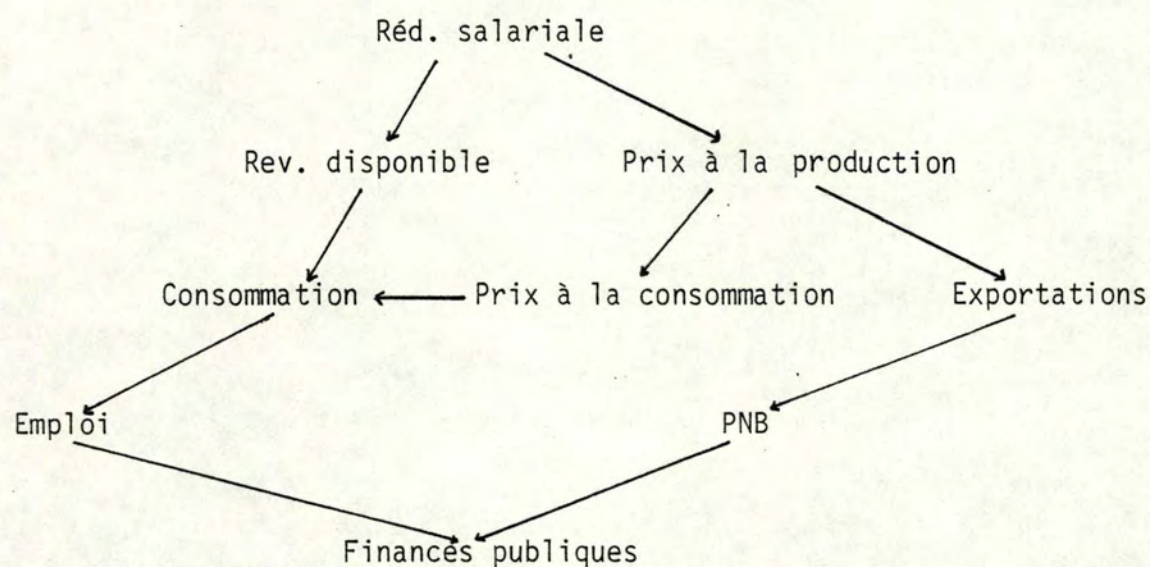 Réd. salariale
Rev. disponible Prix à la production
Consommation Prix à la consommation Exportations
Emploi PNB
Finances publiques